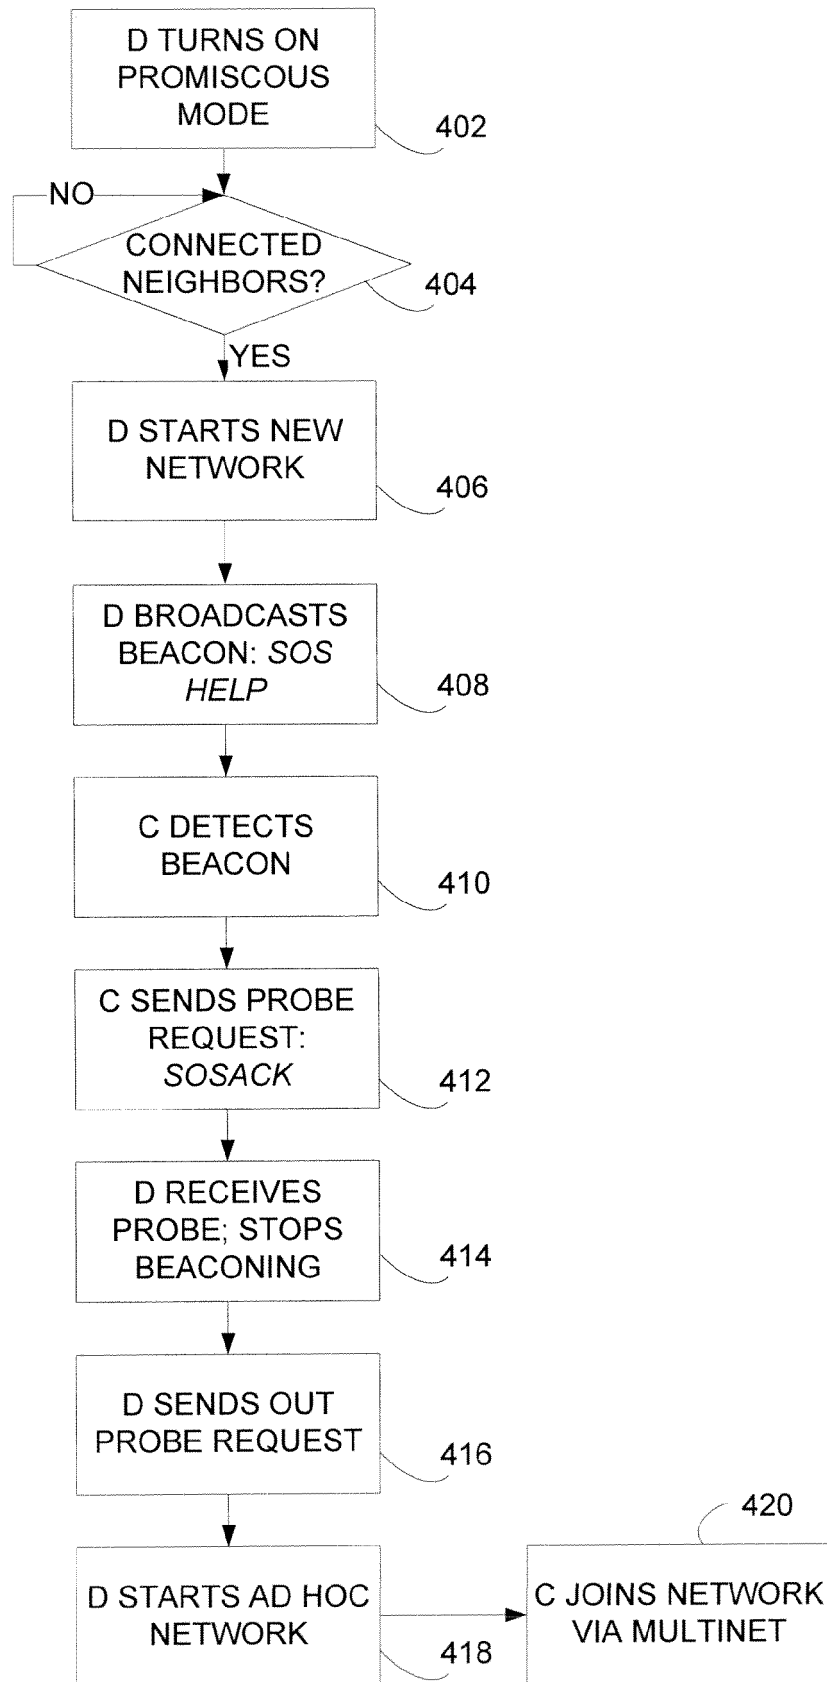 D TURNS ON
PROMISCOUS
MODE
402
NO
CONNECTED
NEIGHBORS?
404
YES
D STARTS NEW
NETWORK
406
D BROADCASTS
BEACON: SOS
HELP
408
C DETECTS
BEACON
410
C SENDS PROBE
REQUEST:
SOSACK
412
D RECEIVES
PROBE; STOPS
BEACONING
414
D SENDS OUT
PROBE REQUEST
416
D STARTS AD HOC
NETWORK
418
420
C JOINS NETWORK
VIA MULTINET